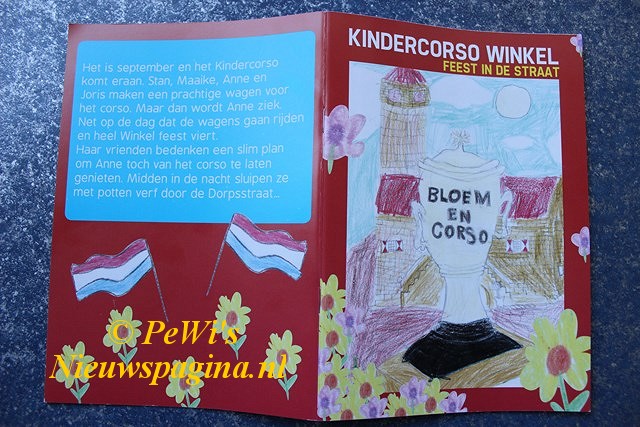 Het is september en het Kindercorso
komt eraan. Stan, Maaike, Anne en
Joris maken een prachtige wagen voor
het corso. Maar dan wordt Anne ziek.
Net op de dag dat de wagens gaan rijden
en heel Winkel feest viert.
Haar vrienden bedenken een slim plan
om Anne toch van het corso te laten
genieten. Midden in de nacht sluipen ze
met potten verf door de Dorpsstraat...
© PeWi's
Nieuwspagina.nl
KINDERCORSO WINKEL
FEEST IN DE STRAAT
BLOEM
EN
CORSO